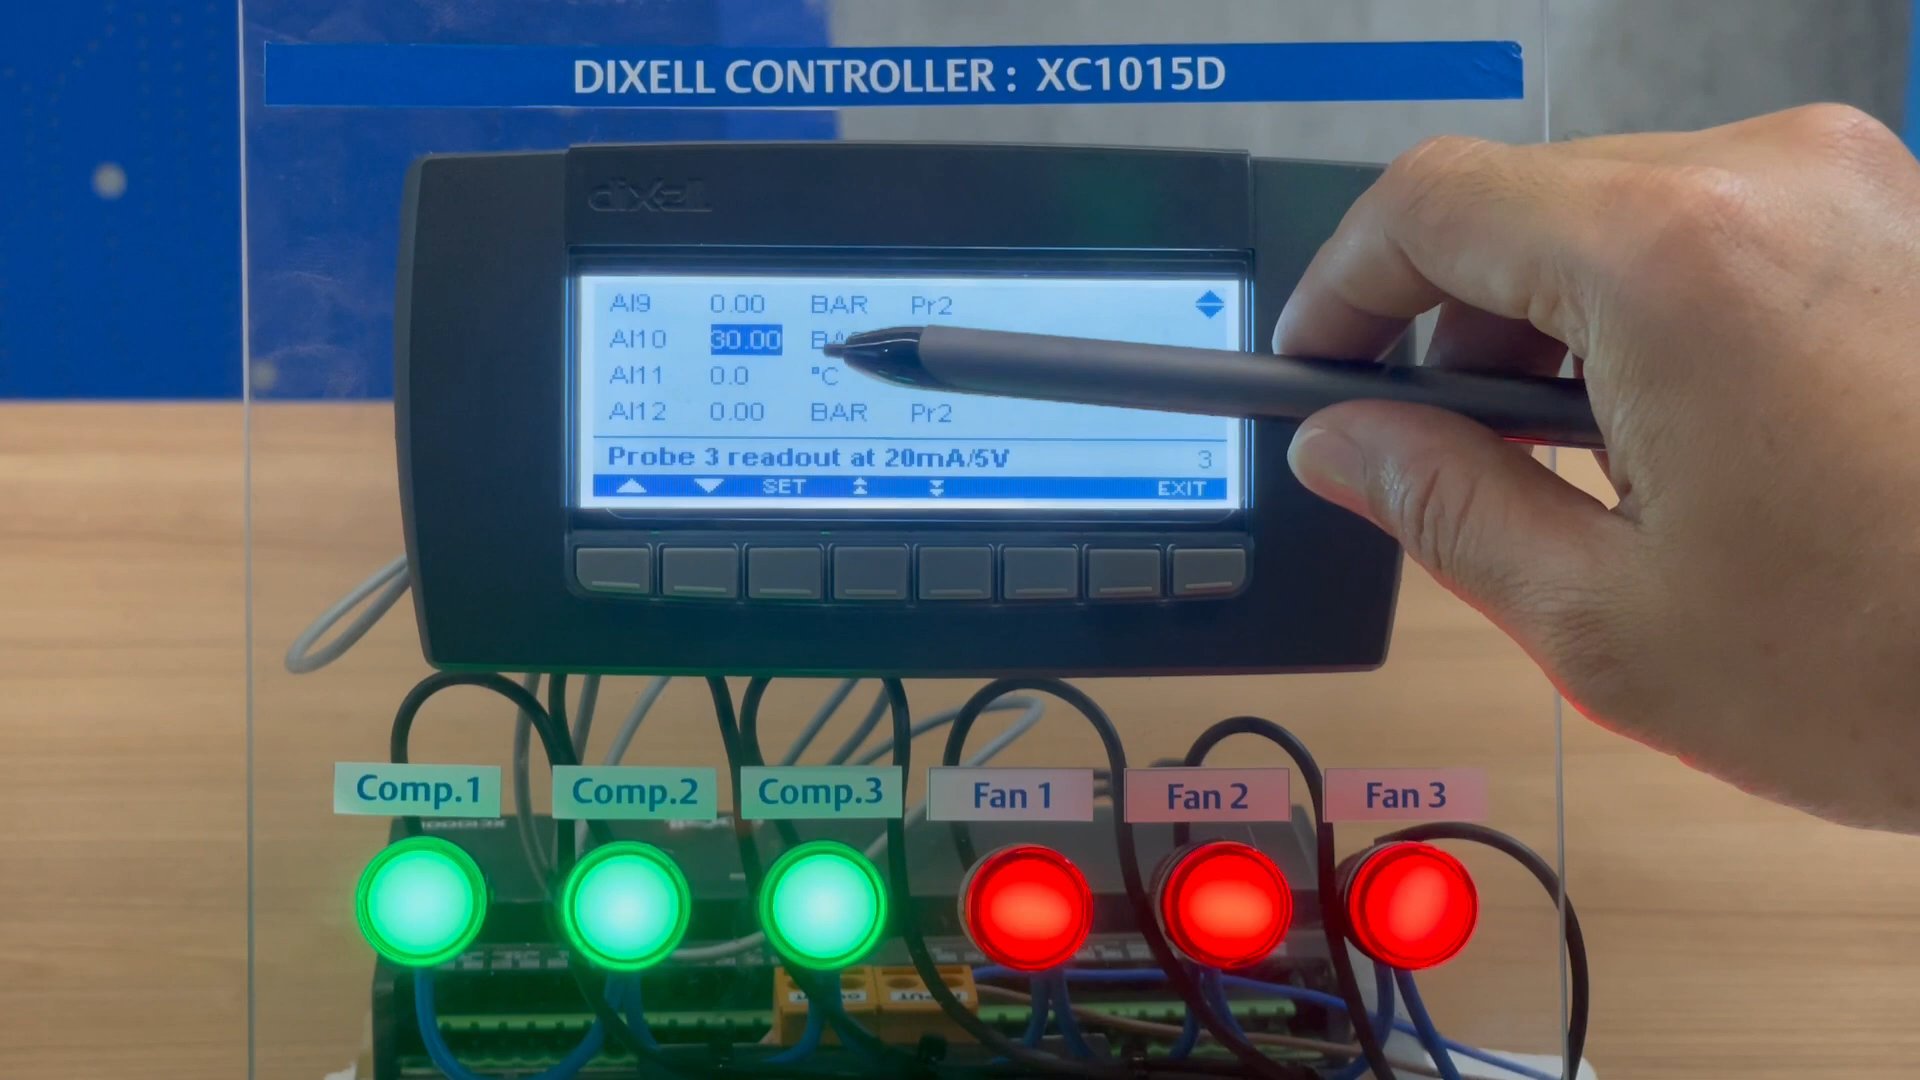 DIXELL CONTROLLER: XC1015D
dixell
AI9 0.00 BAR Pr2
AI10 30.00
AI11 0.0 °C
AI12 0.00 BAR Pr2
Probe 3 readout at 20mA/5V 3
SET EXIT
Comp.1 Comp.2 Comp.3 Fan 1 Fan 2 Fan 3